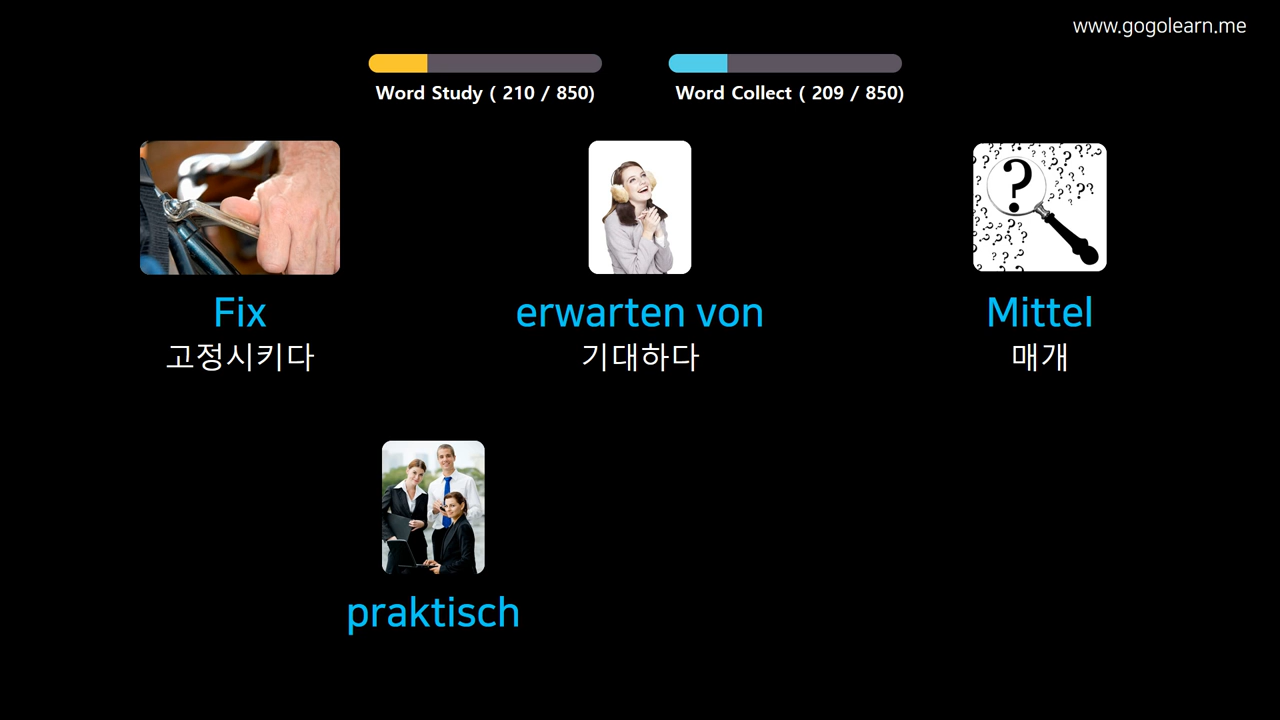 www.gogolearn.me
Word Study ( 210 / 850)
Word Collect ( 209 / 850)
Fix
고정시키다
erwarten von
기대하다
Mittel
매개
praktisch